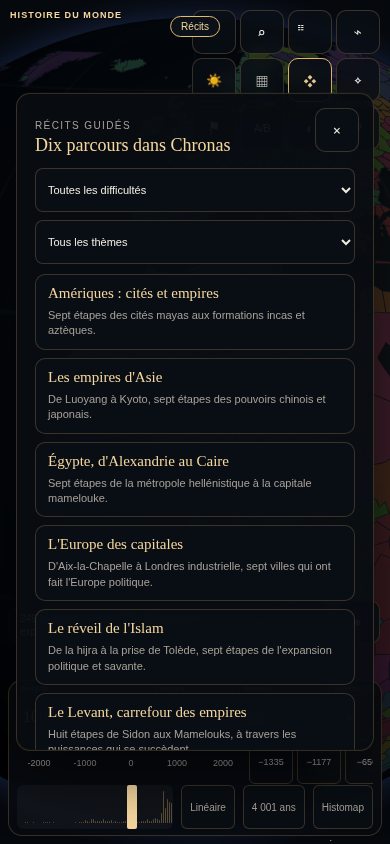 HISTOIRE DU MONDE
Récits
RÉCITS GUIDÉS
Dix parcours dans Chronas
×
Toutes les difficultés
Tous les thèmes
Amériques : cités et empires
Sept étapes des cités mayas aux formations incas et
aztèques.
Les empires d'Asie
De Luoyang à Kyoto, sept étapes des pouvoirs chinois et
japonais.
Égypte, d'Alexandrie au Caire
Sept étapes de la métropole hellénistique à la capitale
mamelouke.
L'Europe des capitales
D'Aix-la-Chapelle à Londres industrielle, sept villes qui ont
fait l'Europe politique.
Le réveil de l'Islam
De la hijra à la prise de Tolède, sept étapes de l'expansion
politique et savante.
Le Levant, carrefour des empires
Huit étapes de Sidon aux Mamelouks, à travers les
puissances qui se succèdent.
-2000 -1000 0 1000 2000 −1335 −1177 −650
Linéaire 4 001 ans Histomap